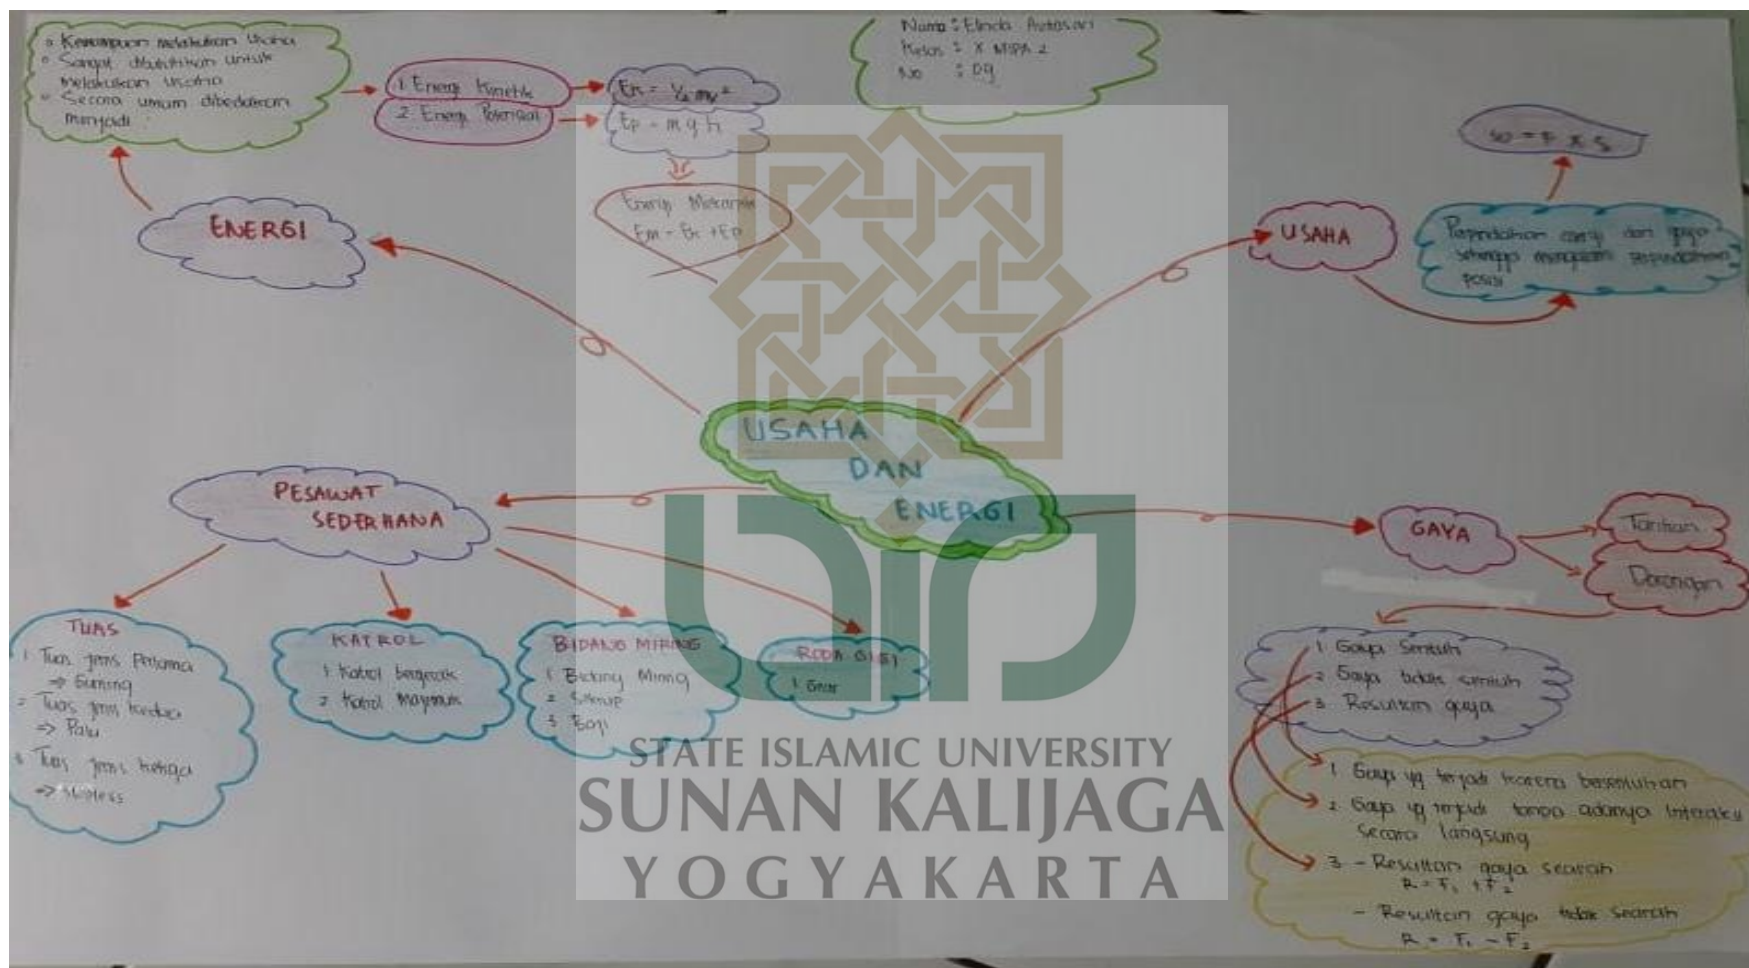 Kemampuan melakukan Usaha
Sangat dibutuhkan untuk
melakukan Usaha
Secara umum dibedakan
menjadi :
1 Energi Kinetik
2 Energi Potensial
Ek = ½ mv²
Ep = m g h
Energi Mekanik
Em = Ek + Ep
Nama : Elinda Autasari
Kelas : X MIPA 2
No : 09
ENERGI
USAHA
w = F x s
Perpindahan energi dan gaya
sehingga mengalami perpindahan
posisi
USAHA
DAN
ENERGI
PESAWAT
SEDERHANA
TUAS
1 Tuas jenis Pertama
⇒ Gunting
2 Tuas jenis kedua
⇒ Palu
3 Tuas jenis ketiga
⇒ Stapless
KATROL
1 Katrol bergerak
2 Katrol Majemuk
BIDANG MIRING
1 Bidang Miring
2 Sekrup
3 Baji
RODA GIGI
1 Gear
GAYA
Tarikan
Dorongan
1. Gaya Sentuh
2 Gaya tidak sentuh
3. Resultan gaya
1 Gaya yg terjadi karena bersentuhan
2 Gaya yg terjadi tanpa adanya Interaksi
Secara langsung
3 - Resultan gaya searah
R = F₁ + F₂
- Resultan gaya tidak searah
R = F₁ - F₂
STATE ISLAMIC UNIVERSITY
SUNAN KALIJAGA
YOGYAKARTA